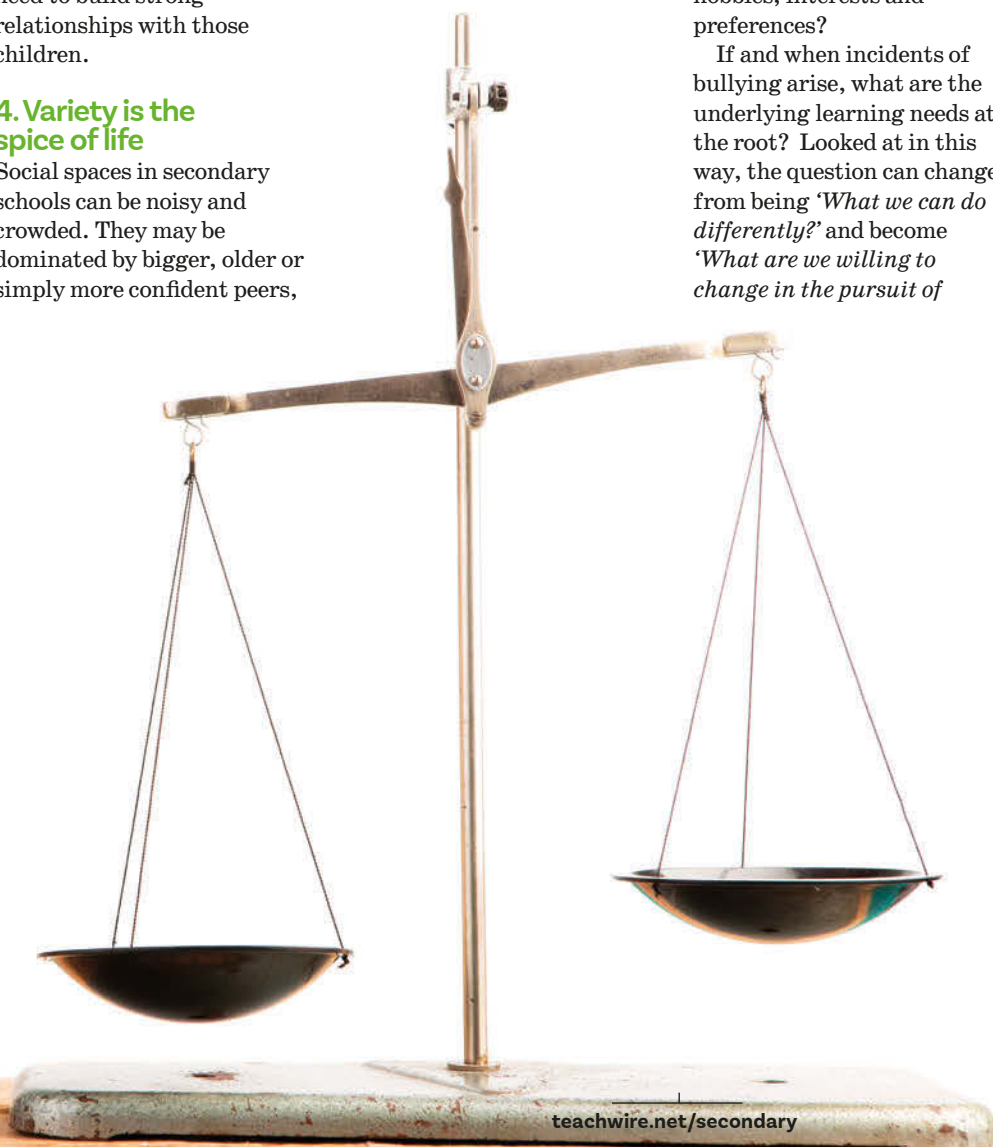 need to build strong
relationships with those
children.
4. Variety is the
spice of life
Social spaces in secondary
schools can be noisy and
crowded. They may be
dominated by bigger, older or
simply more confident peers,
hobbies, interests and
preferences?
If and when incidents of
bullying arise, what are the
underlying learning needs at
the root? Looked at in this
way, the question can change
from being ‘What we can do
differently?’ and become
‘What are we willing to
change in the pursuit of
teachwire.net/secondary